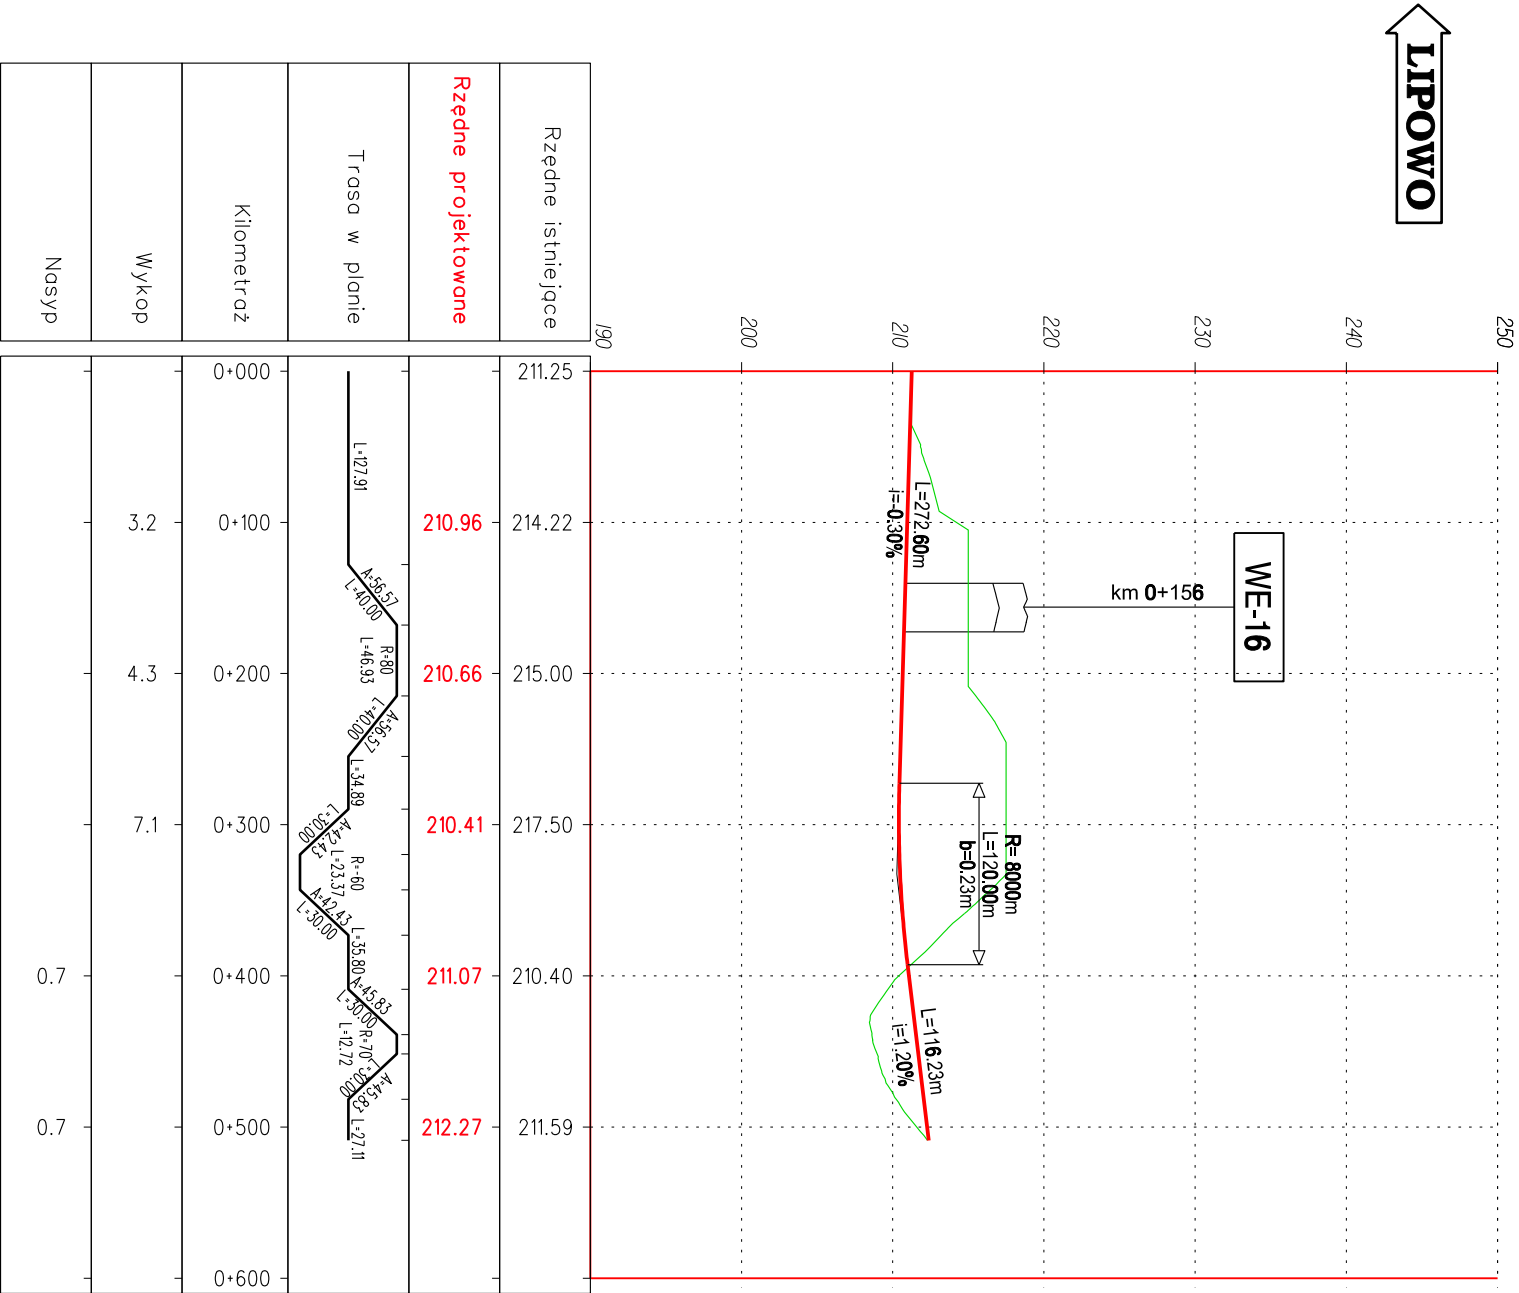 LIPOWO
250
240
230
220
210
200
190
WE-16
km 0+156
L=272.60m
i=-0.30%
R= 8000m
L=120.00m
b=0.23m
L=116.23m
i=1.20%
Rzędne istniejące
211.25
214.22
215.00
217.50
210.40
211.59
Rzędne projektowane
210.96
210.66
210.41
211.07
212.27
Trasa w planie
L=127.91
A=56.57
L=40.00
R=80
L=46.93
A=56.57
L=40.00
L=34.89
A=42.43
L=30.00
R=-60
L=23.37
A=42.43
L=30.00
L=35.80
A=45.83
L=30.00
R=70
L=12.72
A=45.83
L=30.00
L=27.11
Kilometraż
0+000
0+100
0+200
0+300
0+400
0+500
0+600
Wykop
3.2
4.3
7.1
Nasyp
0.7
0.7